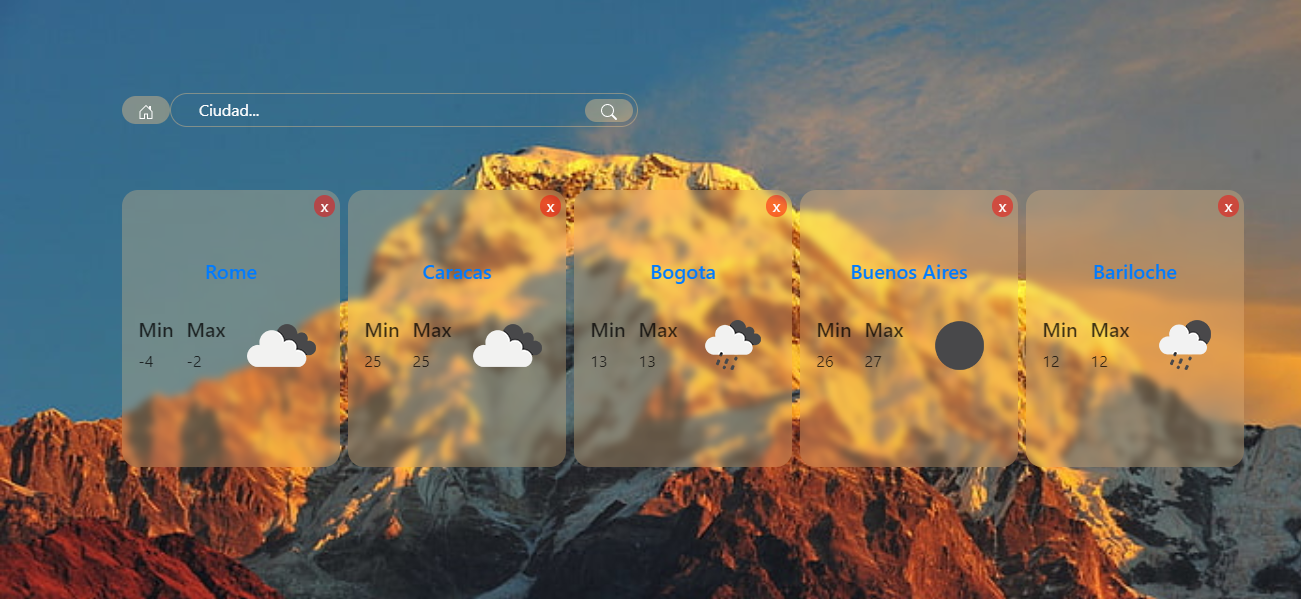 Ciudad...
x
x
x
x
x
Rome
Caracas
Bogota
Buenos Aires
Bariloche
Min Max
Min Max
Min Max
Min Max
Min Max
-4 -2
25 25
13 13
26 27
12 12